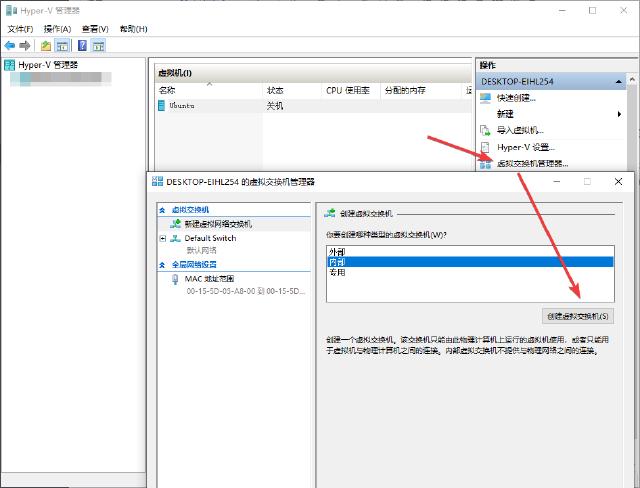 Hyper-V 管理器
文件(F) 操作(A) 查看(V) 帮助(H)
Hyper-V 管理器
虚拟机(I)
名称 状态 CPU 使用率 分配的内存 运
Ubuntu 关机
操作
DESKTOP-EIHL254
快速创建...
新建
导入虚拟机...
Hyper-V 设置...
虚拟交换机管理器...
DESKTOP-EIHL254 的虚拟交换机管理器
虚拟交换机
新建虚拟网络交换机
Default Switch
默认网络
全局网络设置
MAC 地址范围
00-15-5D-05-A8-00 到 00-15-5D...
创建虚拟交换机
你要创建哪种类型的虚拟交换机(W)?
外部
内部
专用
创建虚拟交换机(S)
创建一个虚拟交换机。该交换机只能由此物理计算机上运行的虚拟机使用，或者只能用
于虚拟机与物理计算机之间的连接。内部虚拟交换机不提供与物理网络之间的连接。